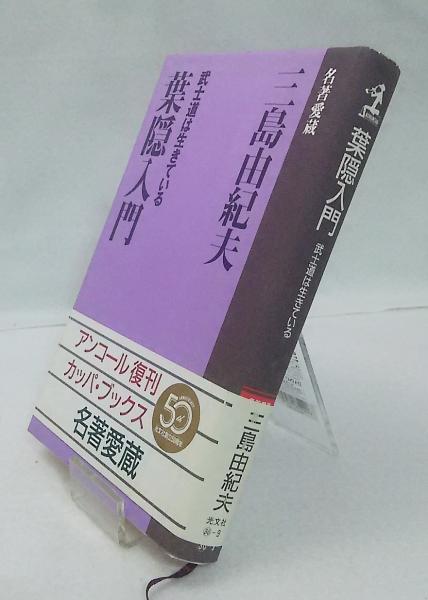 名著愛蔵
三島由紀夫
武士道は生きている
葉隠入門
アンコール復刊
カッパ・ブックス
名著愛蔵
50
葉隠入門
武士道は生きている
三島由紀夫
光文社